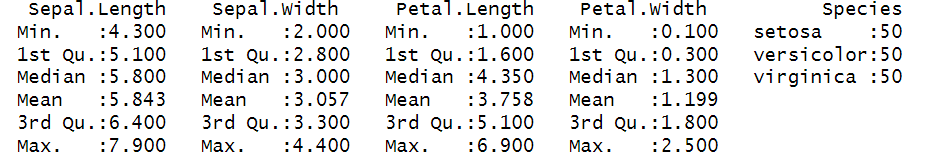 Sepal.Length    Sepal.Width     Petal.Length    Petal.Width          Species
Min.   :4.300   Min.   :2.000   Min.   :1.000   Min.   :0.100   setosa    :50
1st Qu.:5.100   1st Qu.:2.800   1st Qu.:1.600   1st Qu.:0.300   versicolor:50
Median :5.800   Median :3.000   Median :4.350   Median :1.300   virginica :50
Mean   :5.843   Mean   :3.057   Mean   :3.758   Mean   :1.199
3rd Qu.:6.400   3rd Qu.:3.300   3rd Qu.:5.100   3rd Qu.:1.800
Max.   :7.900   Max.   :4.400   Max.   :6.900   Max.   :2.500